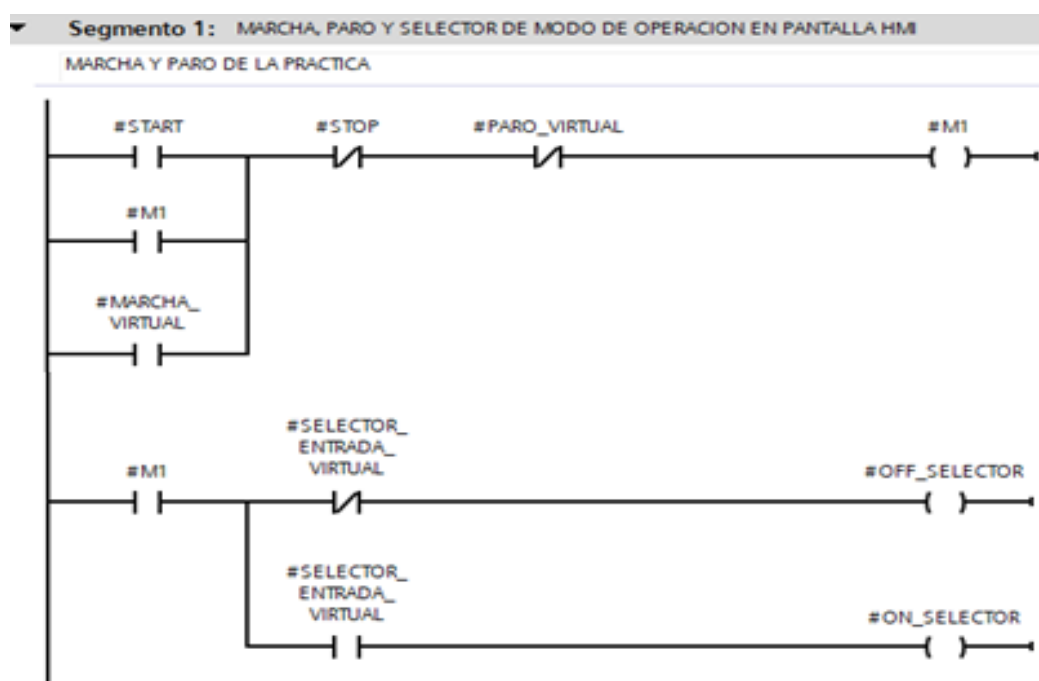 Segmento 1: MARCHA, PARO Y SELECTOR DE MODO DE OPERACION EN PANTALLA HMI
MARCHA Y PARO DE LA PRACTICA
#START #STOP #PARO_VIRTUAL #M1
#M1
#MARCHA_
VIRTUAL
#SELECTOR_
ENTRADA_
#M1 VIRTUAL #OFF_SELECTOR
#SELECTOR_
ENTRADA_
VIRTUAL #ON_SELECTOR